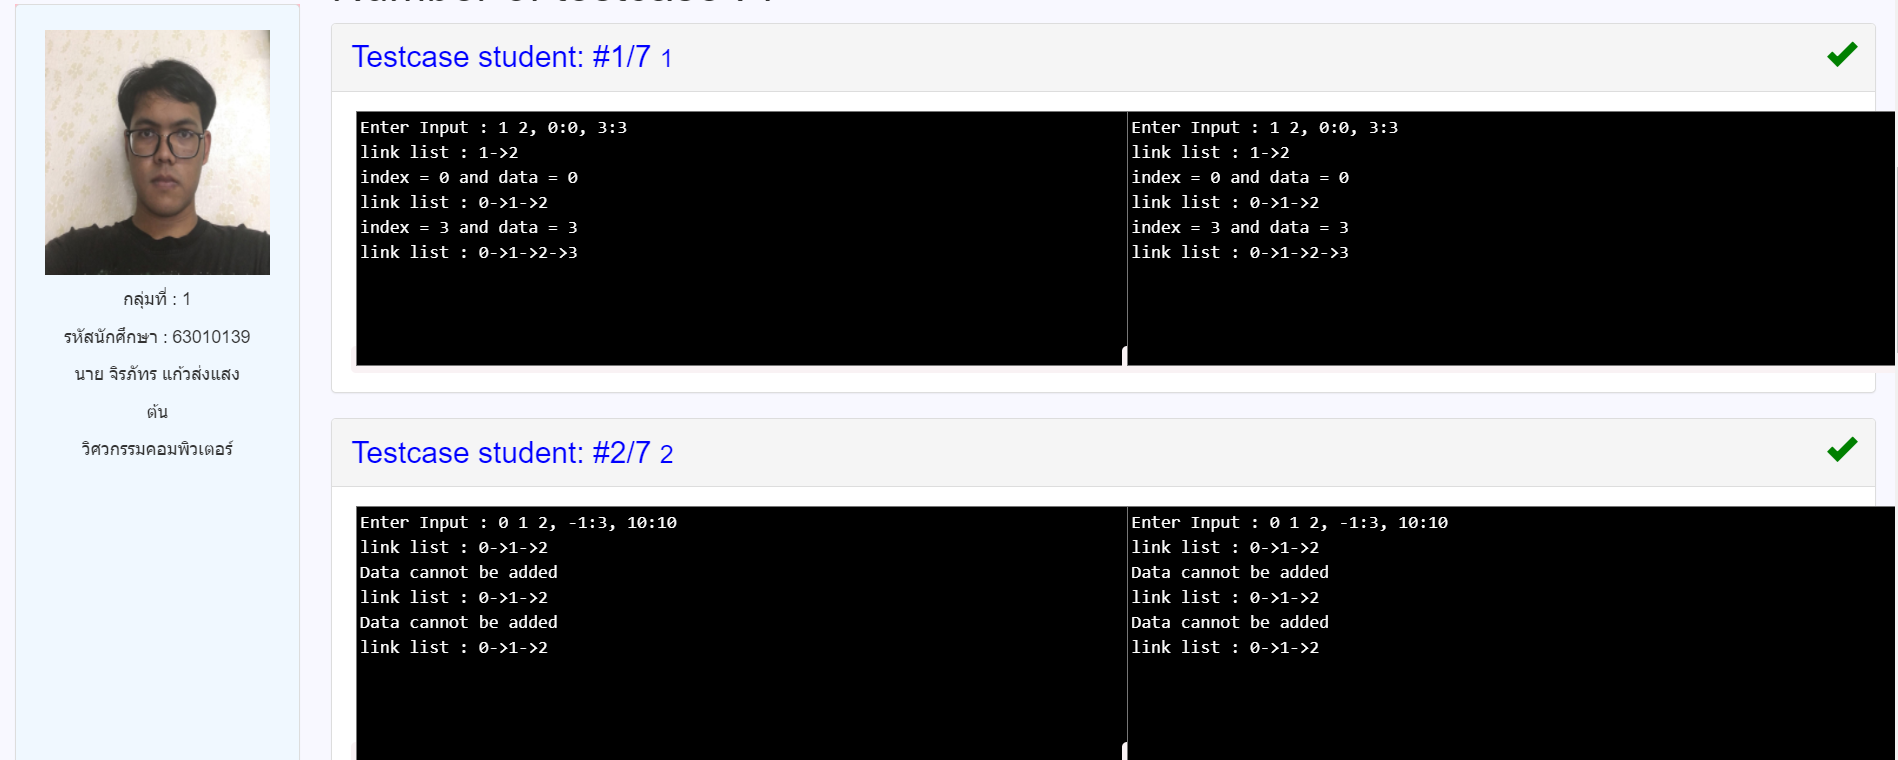 กลุ่มที่ : 1
รหัสนักศึกษา : 63010139
นาย จิรภัทร แก้วส่งแสง
ต้น
วิศวกรรมคอมพิวเตอร์
Testcase student: #1/7 1
Enter Input : 1 2, 0:0, 3:3
link list : 1->2
index = 0 and data = 0
link list : 0->1->2
index = 3 and data = 3
link list : 0->1->2->3
Enter Input : 1 2, 0:0, 3:3
link list : 1->2
index = 0 and data = 0
link list : 0->1->2
index = 3 and data = 3
link list : 0->1->2->3
Testcase student: #2/7 2
Enter Input : 0 1 2, -1:3, 10:10
link list : 0->1->2
Data cannot be added
link list : 0->1->2
Data cannot be added
link list : 0->1->2
Enter Input : 0 1 2, -1:3, 10:10
link list : 0->1->2
Data cannot be added
link list : 0->1->2
Data cannot be added
link list : 0->1->2